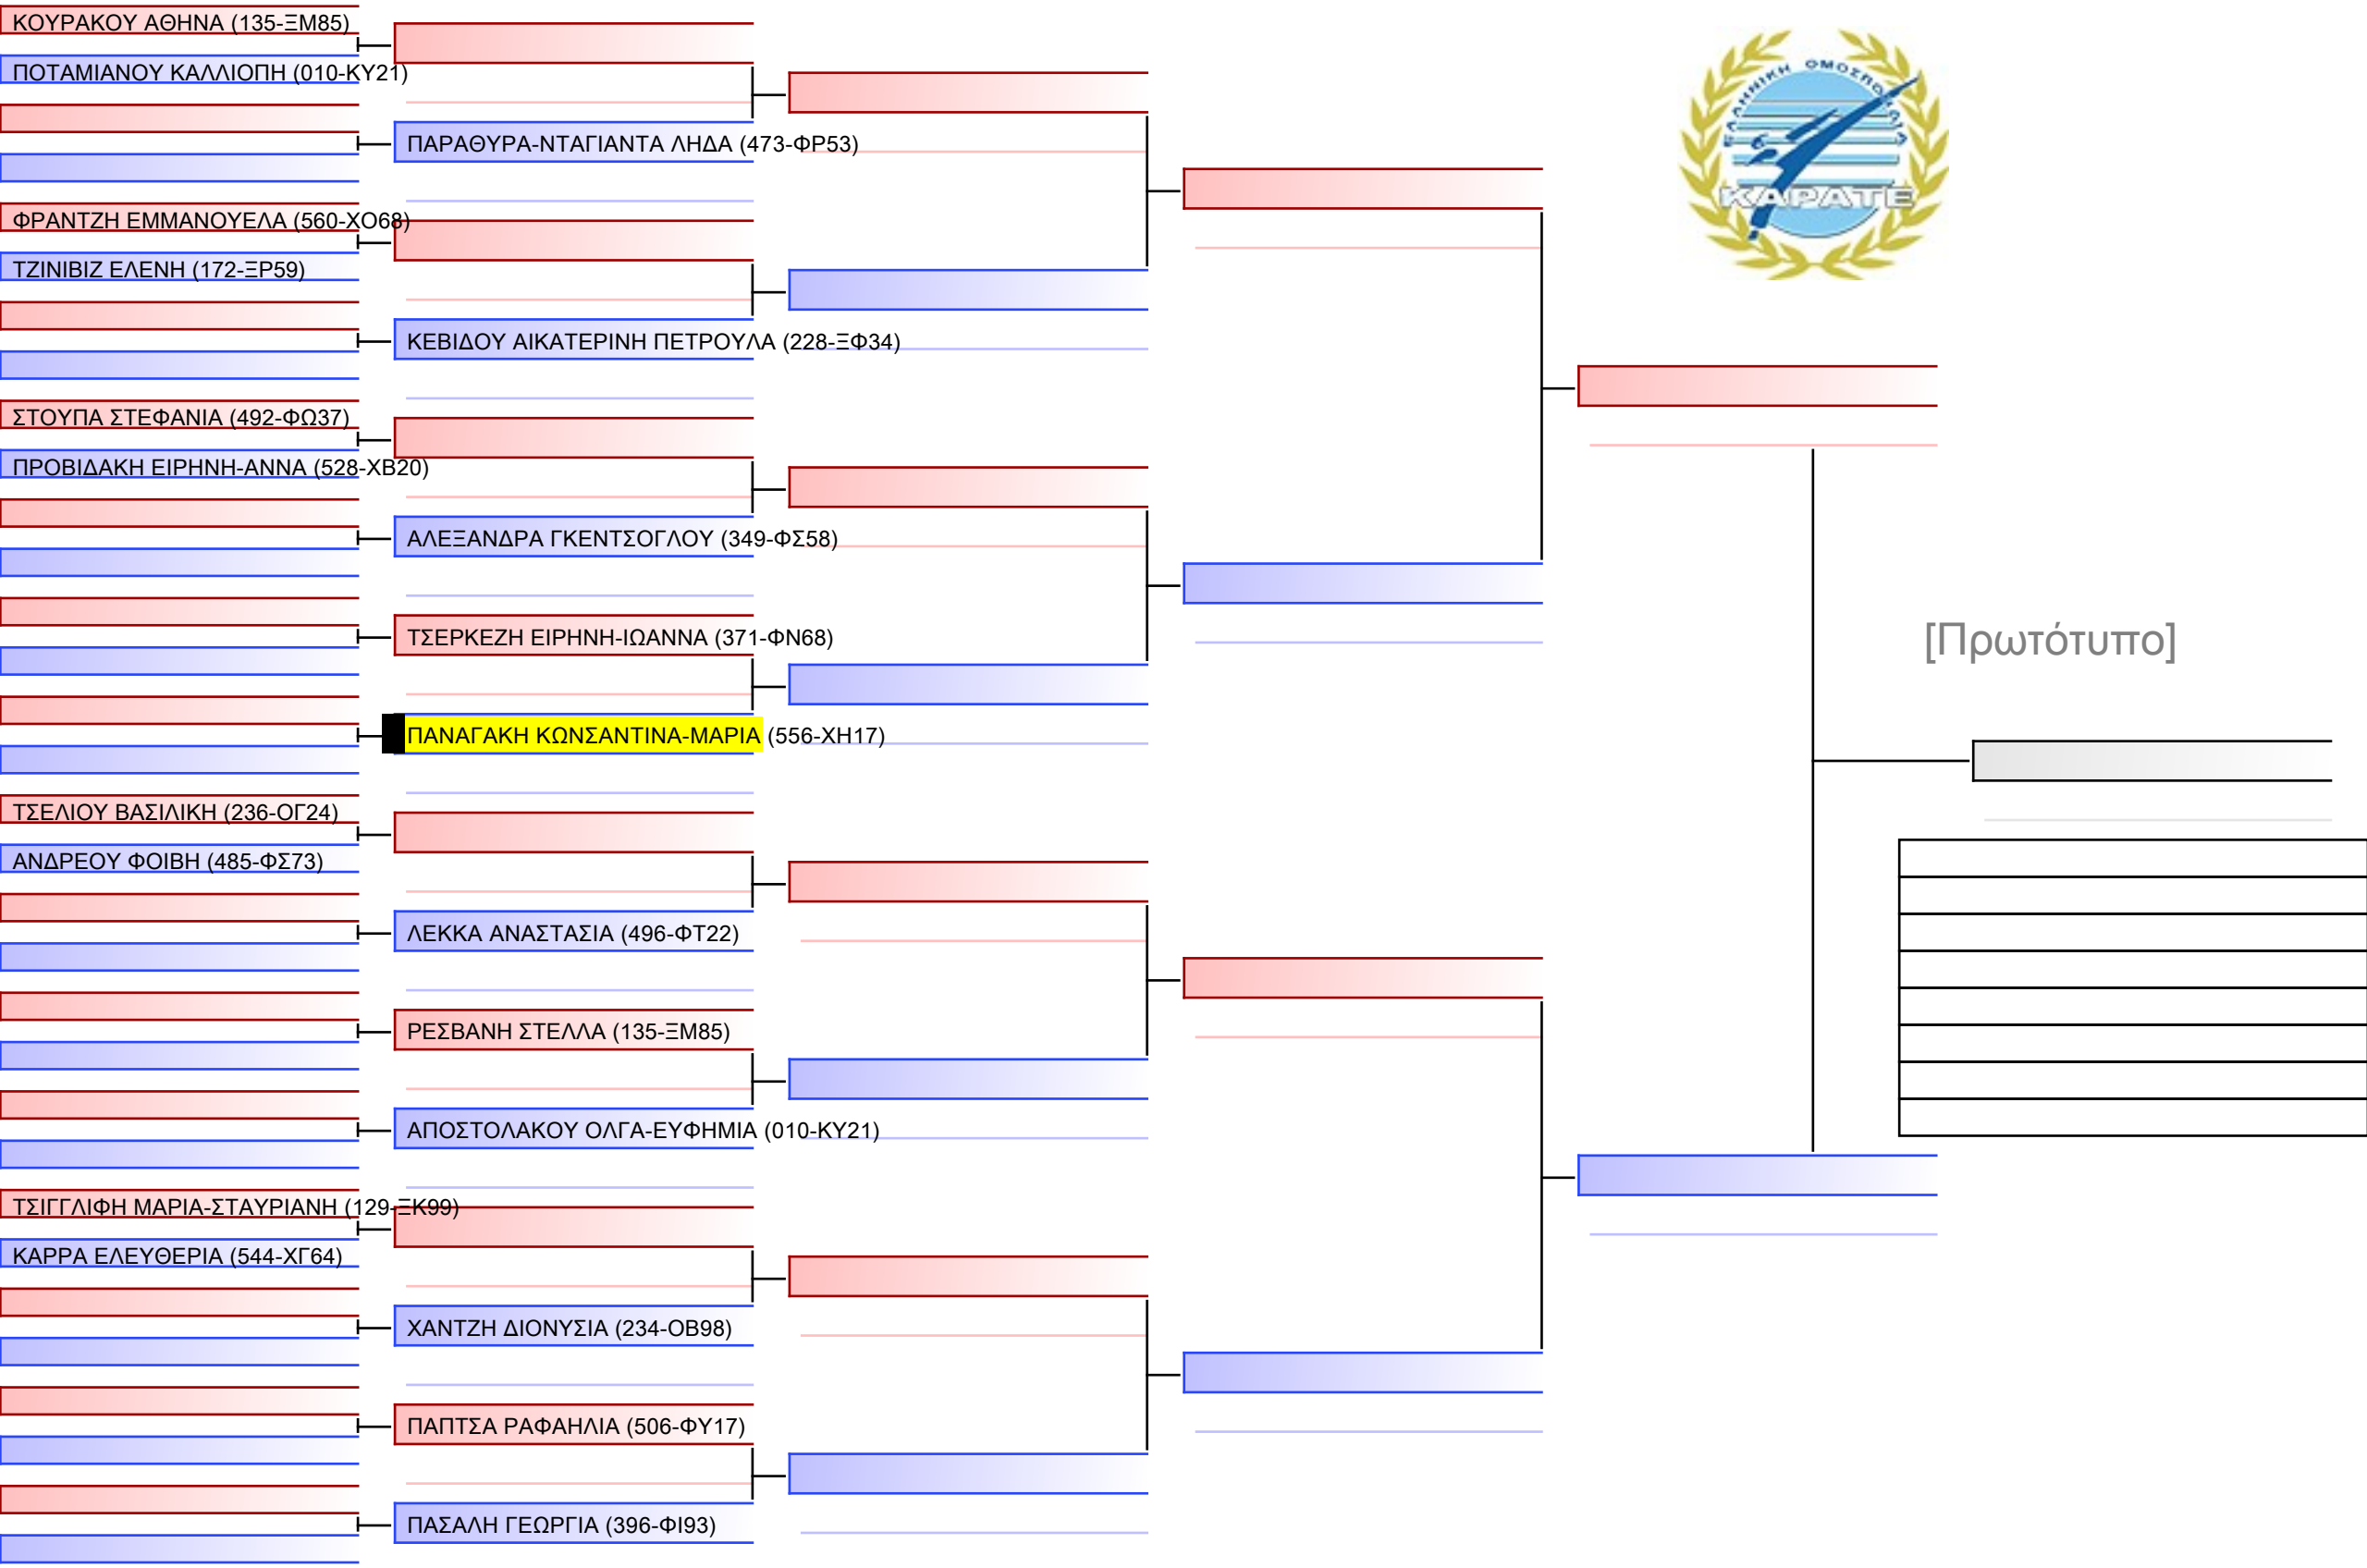 ΚΟΥΡΑΚΟΥ ΑΘΗΝΑ (135-ΞΜ85)
ΠΟΤΑΜΙΑΝΟΥ ΚΑΛΛΙΟΠΗ (010-ΚΥ21)
ΦΡΑΝΤΖΗ ΕΜΜΑΝΟΥΕΛΑ (560-ΧΟ68)
ΤΖΙΝΙΒΙΖ ΕΛΕΝΗ (172-ΞΡ59)
ΣΤΟΥΠΑ ΣΤΕΦΑΝΙΑ (492-ΦΩ37)
ΠΡΟΒΙΔΑΚΗ ΕΙΡΗΝΗ-ΑΝΝΑ (528-ΧΒ20)
ΤΣΕΛΙΟΥ ΒΑΣΙΛΙΚΗ (236-ΟΓ24)
ΑΝΔΡΕΟΥ ΦΟΙΒΗ (485-ΦΣ73)
ΤΣΙΓΓΛΙΦΗ ΜΑΡΙΑ-ΣΤΑΥΡΙΑΝΗ (129-ΞΚ99)
ΚΑΡΡΑ ΕΛΕΥΘΕΡΙΑ (544-ΧΓ64)
ΠΑΡΑΘΥΡΑ-ΝΤΑΓΙΑΝΤΑ ΛΗΔΑ (473-ΦΡ53)
ΚΕΒΙΔΟΥ ΑΙΚΑΤΕΡΙΝΗ ΠΕΤΡΟΥΛΑ (228-ΞΦ34)
ΑΛΕΞΑΝΔΡΑ ΓΚΕΝΤΣΟΓΛΟΥ (349-ΦΣ58)
ΤΣΕΡΚΕΖΗ ΕΙΡΗΝΗ-ΙΩΑΝΝΑ (371-ΦΝ68)
ΠΑΝΑΓΑΚΗ ΚΩΝΣΑΝΤΙΝΑ-ΜΑΡΙΑ (556-ΧΗ17)
ΛΕΚΚΑ ΑΝΑΣΤΑΣΙΑ (496-ΦΤ22)
ΡΕΣΒΑΝΗ ΣΤΕΛΛΑ (135-ΞΜ85)
ΑΠΟΣΤΟΛΑΚΟΥ ΟΛΓΑ-ΕΥΦΗΜΙΑ (010-ΚΥ21)
ΧΑΝΤΖΗ ΔΙΟΝΥΣΙΑ (234-ΟΒ98)
ΠΑΠΤΣΑ ΡΑΦΑΗΛΙΑ (506-ΦΥ17)
ΠΑΣΑΛΗ ΓΕΩΡΓΙΑ (396-ΦΙ93)
ΕΛΛΗΝΙΚΗ ΟΜΟΣΠΟΝΔΙΑ
ΚΑΡΑΤΕ
[Πρωτότυπο]